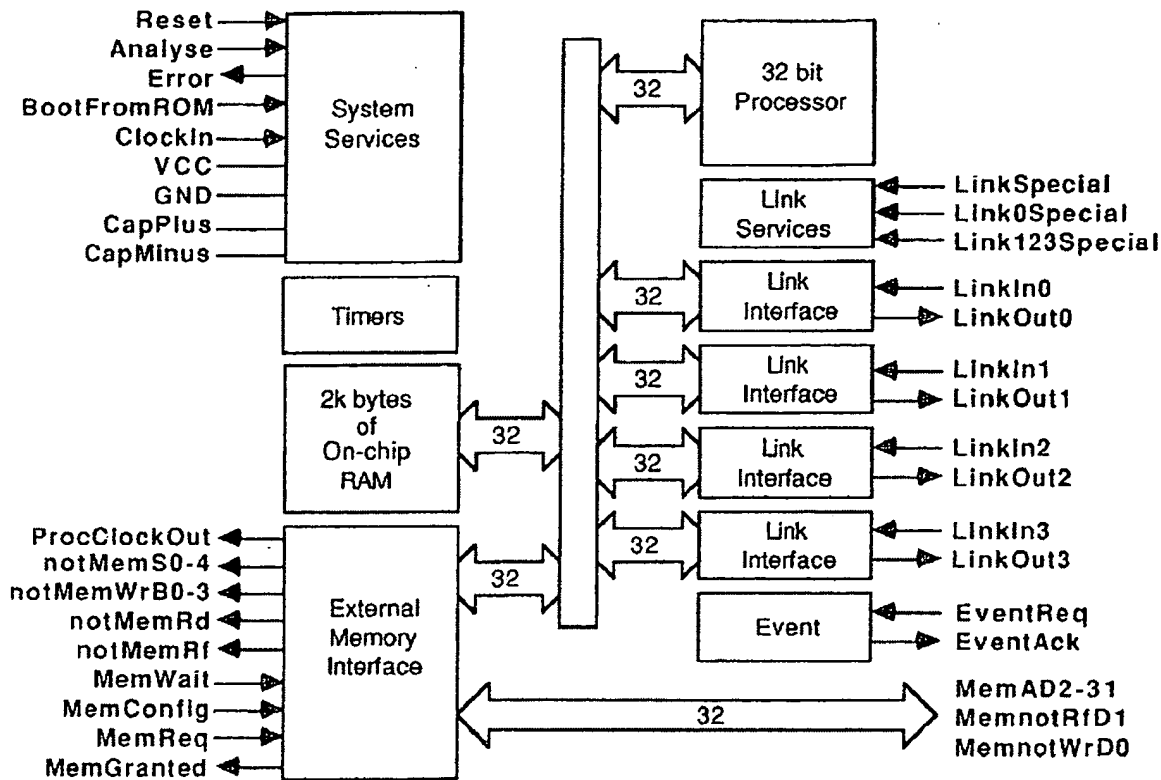 Reset
Analyse
Error
BootFromROM
ClockIn
VCC
GND
CapPlus
CapMinus
System
Services
Timers
2k bytes
of
On-chip
RAM
32
ProcClockOut
notMemS0-4
notMemWrB0-3
notMemRd
notMemRf
MemWait
MemConfig
MemReq
MemGranted
External
Memory
Interface
32
32
32 bit
Processor
Link
Services
LinkSpecial
Link0Special
Link123Special
32
Link
Interface
LinkIn0
LinkOut0
32
Link
Interface
LinkIn1
LinkOut1
32
Link
Interface
LinkIn2
LinkOut2
32
Link
Interface
LinkIn3
LinkOut3
Event
EventReq
EventAck
32
MemAD2-31
MemnotRfD1
MemnotWrD0